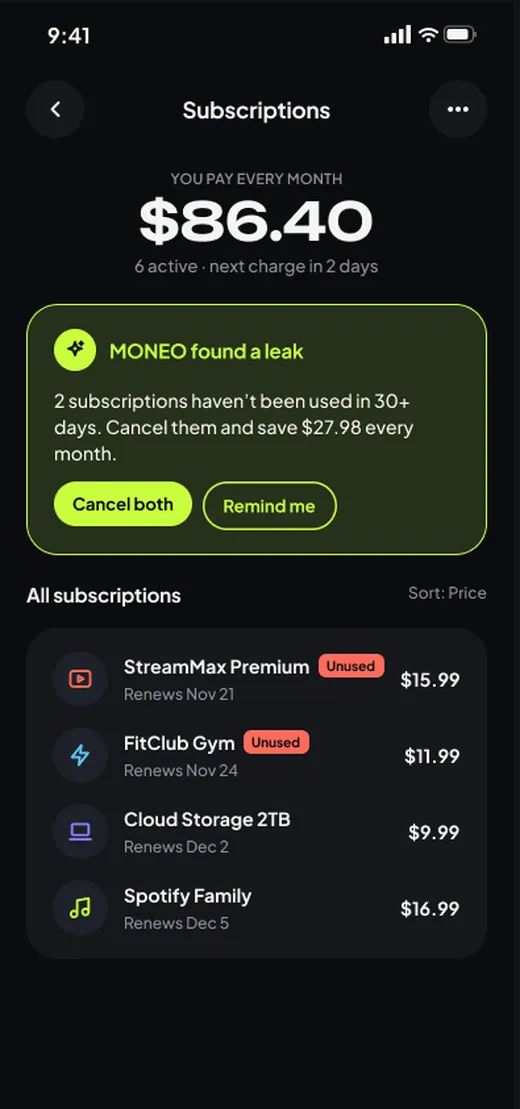 9:41
Subscriptions
YOU PAY EVERY MONTH
$86.40
6 active · next charge in 2 days
MONEO found a leak
2 subscriptions haven't been used in 30+
days. Cancel them and save $27.98 every
month.
Cancel both Remind me
All subscriptions Sort: Price
StreamMax Premium Unused $15.99
Renews Nov 21
FitClub Gym Unused $11.99
Renews Nov 24
Cloud Storage 2TB $9.99
Renews Dec 2
Spotify Family $16.99
Renews Dec 5